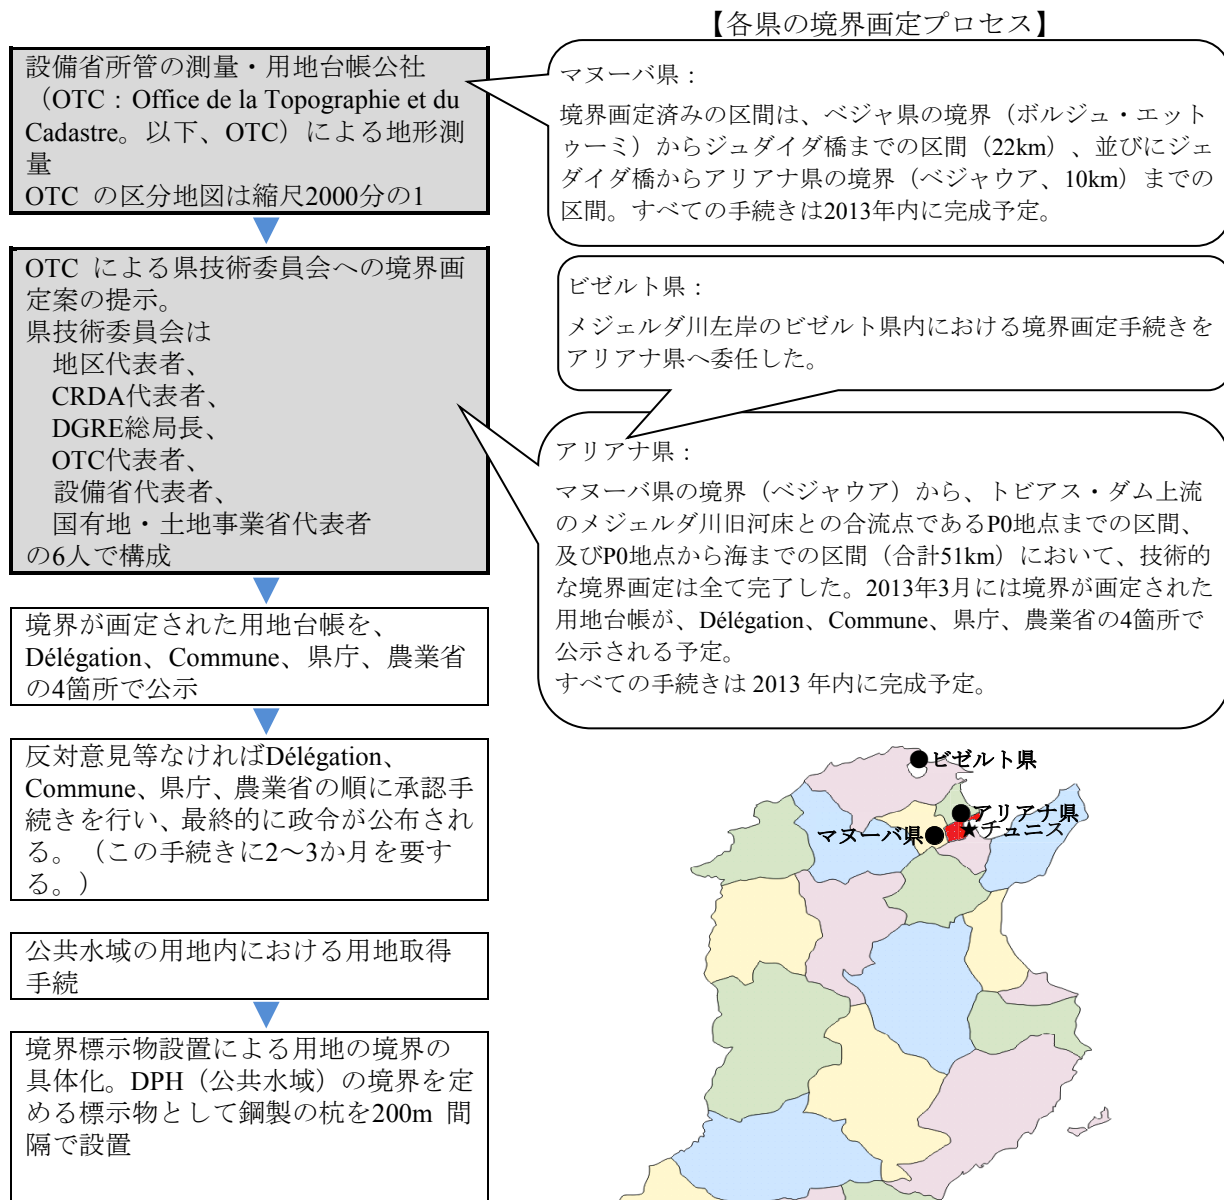 【各県の境界画定プロセス】
設備省所管の測量・用地台帳公社
（OTC：Office de la Topographie et du
Cadastre。以下、OTC）による地形測
量
OTC の区分地図は縮尺2000分の1
OTC による県技術委員会への境界画
定案の提示。
県技術委員会は
地区代表者、
CRDA代表者、
DGRE総局長、
OTC代表者、
設備省代表者、
国有地・土地事業省代表者
の6人で構成
境界が画定された用地台帳を、
Délégation、Commune、県庁、農業省
の4箇所で公示
反対意見等なければDélégation、
Commune、県庁、農業省の順に承認手
続きを行い、最終的に政令が公布され
る。（この手続きに2～3か月を要す
る。）
公共水域の用地内における用地取得
手続
境界標示物設置による用地の境界の
具体化。DPH（公共水域）の境界を定
める標示物として鋼製の杭を200m 間
隔で設置
マヌーバ県：
境界画定済みの区間は、ベジャ県の境界（ボルジュ・エット
ゥーミ）からジュダイダ橋までの区間（22km）、並びにジェ
ダイダ橋からアリアナ県の境界（ベジャウア、10km）までの
区間。すべての手続きは2013年内に完成予定。
ビゼルト県：
メジェルダ川左岸のビゼルト県内における境界画定手続きを
アリアナ県へ委任した。
アリアナ県：
マヌーバ県の境界（ベジャウア）から、トビアス・ダム上流
のメジェルダ川旧河床との合流点であるP0地点までの区間、
及びP0地点から海までの区間（合計51km）において、技術的
な境界画定は全て完了した。2013年3月には境界が画定された
用地台帳が、Délégation、Commune、県庁、農業省の4箇所で
公示される予定。
すべての手続きは 2013 年内に完成予定。
ビゼルト県
アリアナ県
マヌーバ県
★チュニス